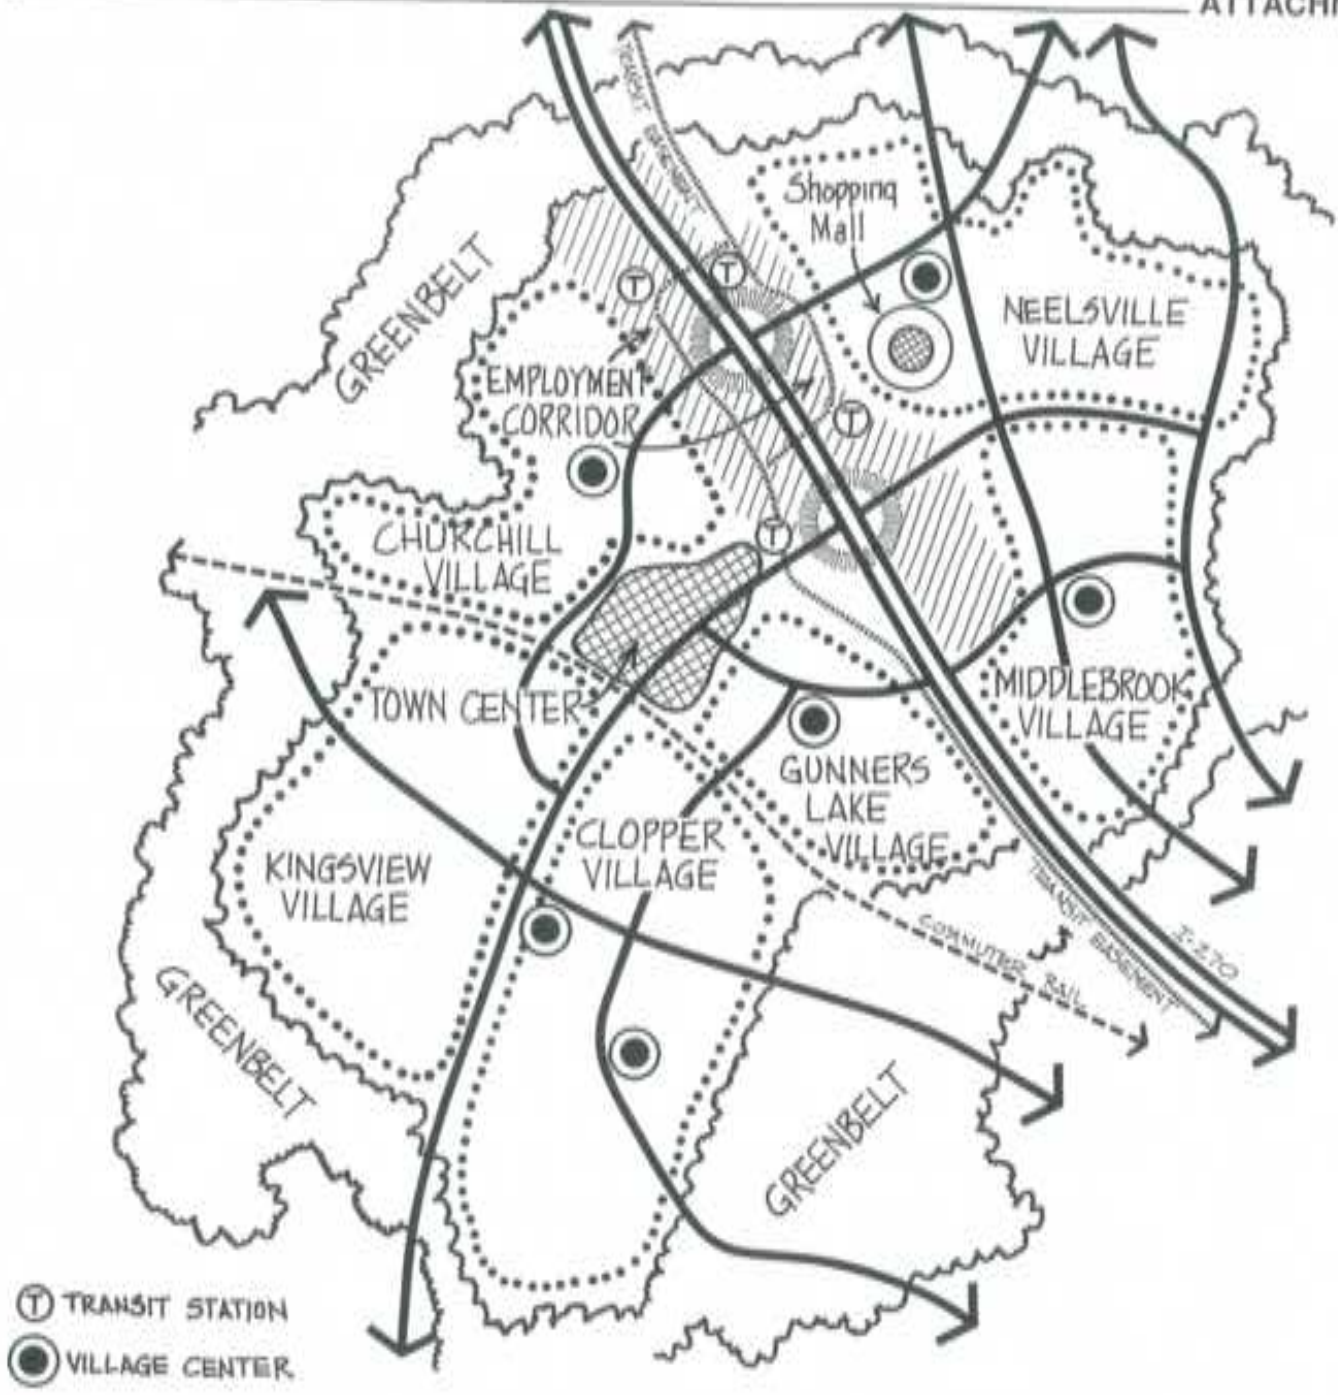 TRANSIT EASEMENT
Shopping
Mall
T
T
GREENBELT
NEELSVILLE
VILLAGE
EMPLOYMENT
CORRIDOR
T
T
CHURCHILL
VILLAGE
TOWN CENTER
MIDDLEBROOK
VILLAGE
GUNNERS
LAKE
VILLAGE
CLOPPER
VILLAGE
KINGSVIEW
VILLAGE
COMMUTER RAIL
TRANSIT EASEMENT
I-270
GREENBELT
GREENBELT
T TRANSIT STATION
VILLAGE CENTER